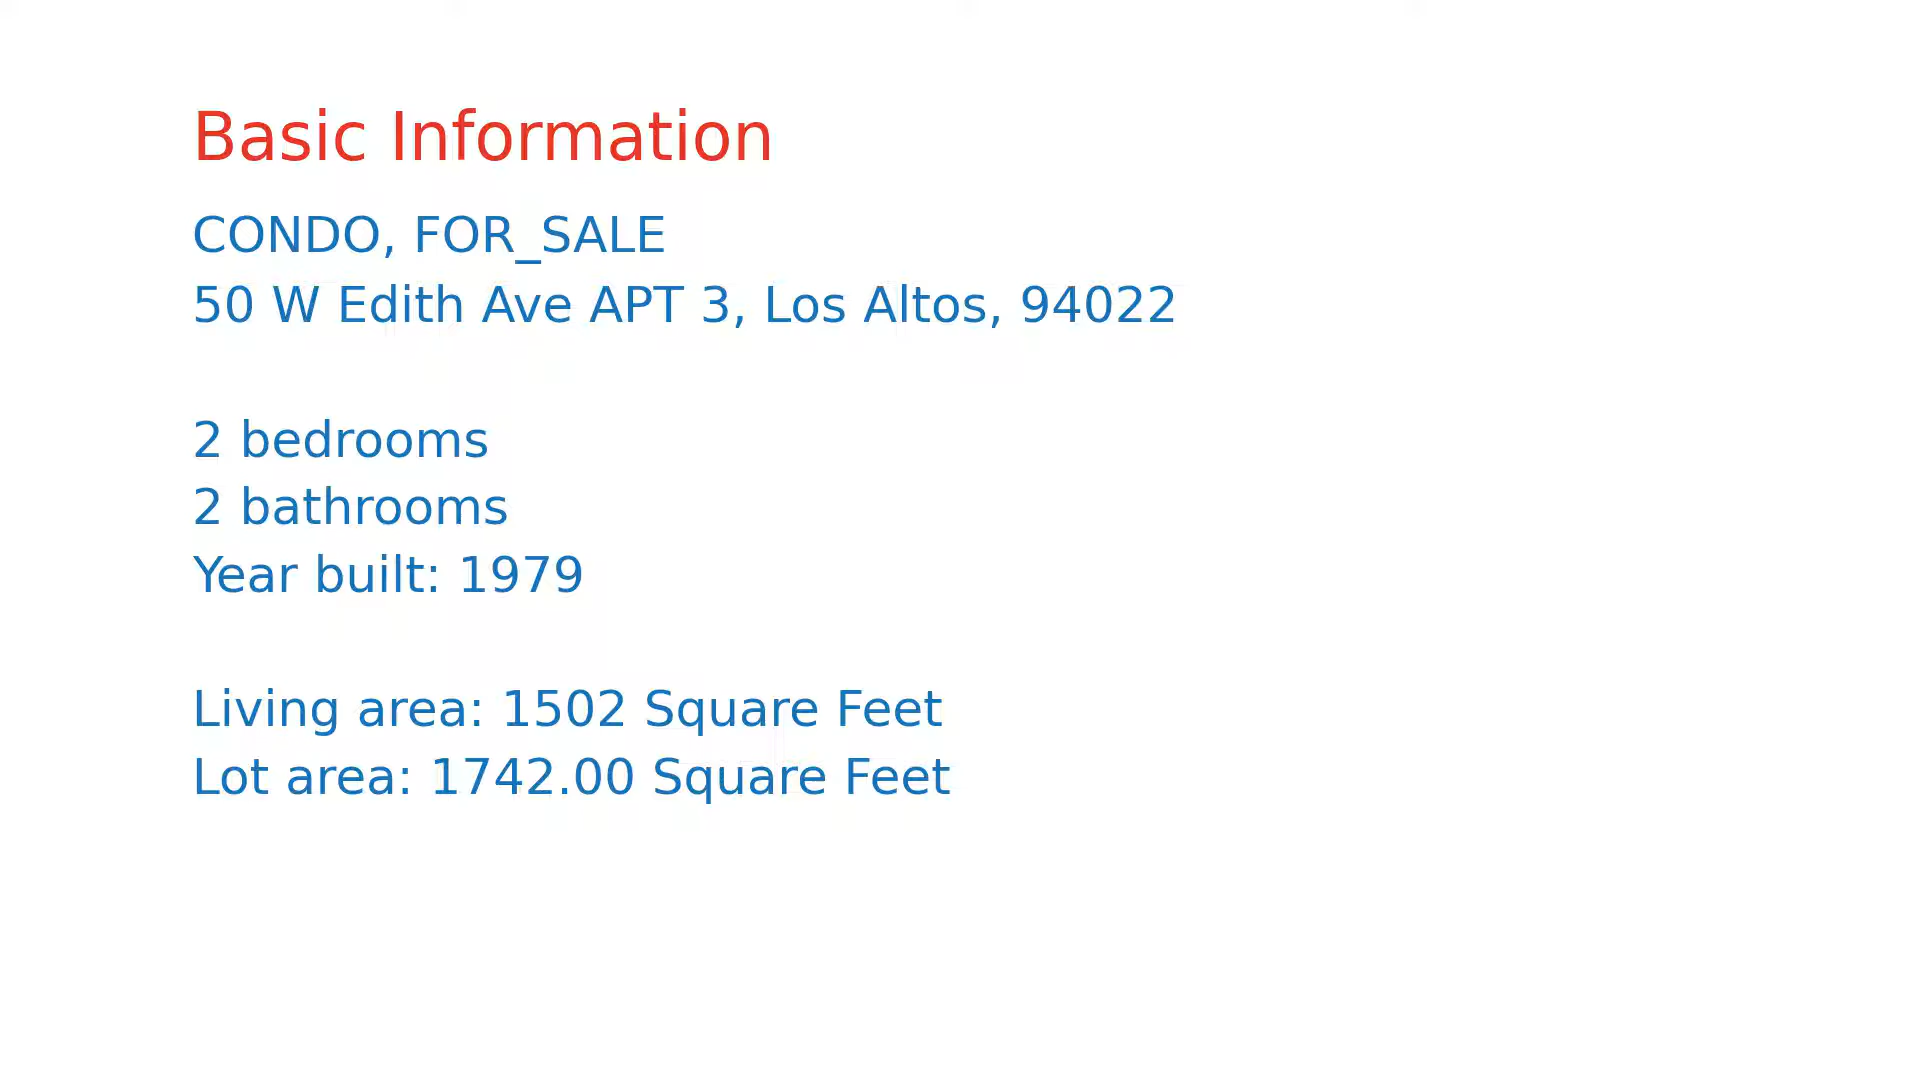 Basic Information
CONDO, FOR_SALE
50 W Edith Ave APT 3, Los Altos, 94022
2 bedrooms
2 bathrooms
Year built: 1979
Living area: 1502 Square Feet
Lot area: 1742.00 Square Feet